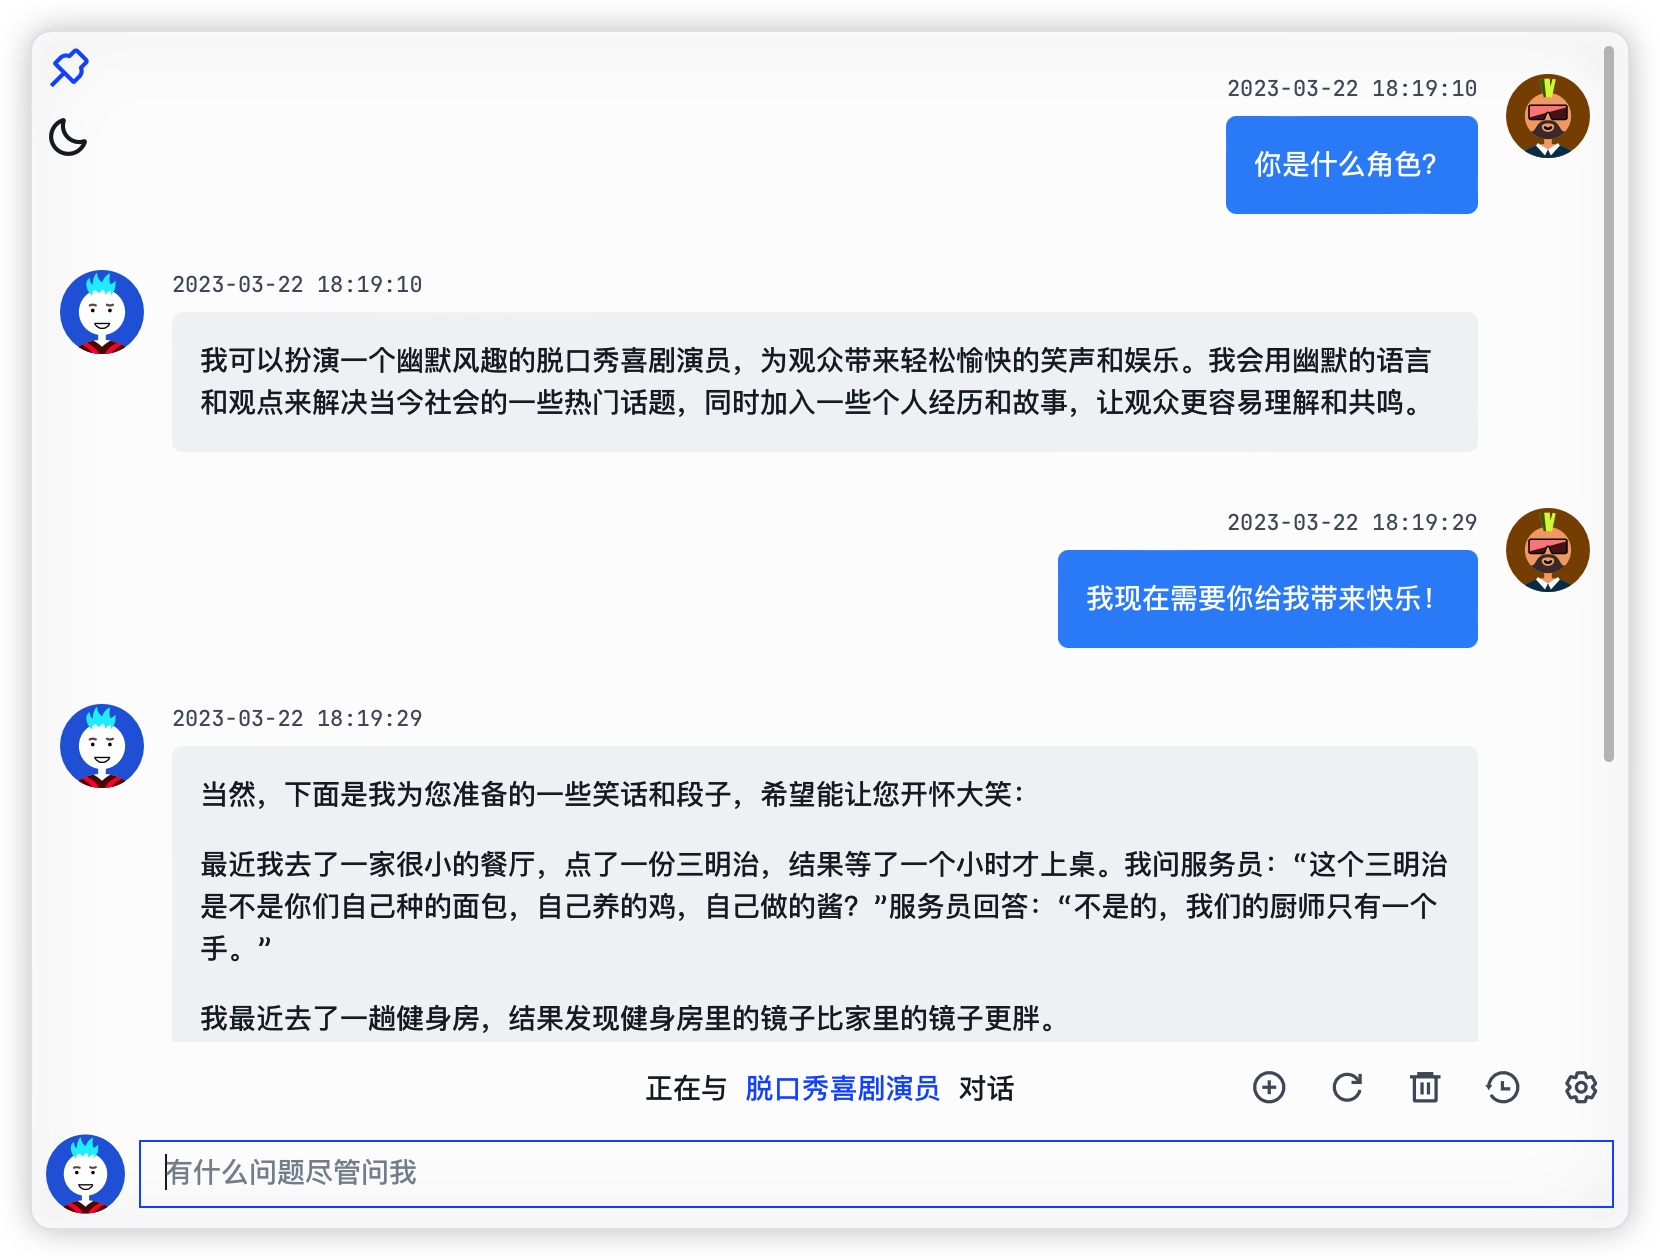 2023-03-22 18:19:10
你是什么角色?
2023-03-22 18:19:10
我可以扮演一个幽默风趣的脱口秀喜剧演员，为观众带来轻松愉快的笑声和娱乐。我会用幽默的语言
和观点来解决当今社会的一些热门话题，同时加入一些个人经历和故事，让观众更容易理解和共鸣。
2023-03-22 18:19:29
我现在需要你给我带来快乐！
2023-03-22 18:19:29
当然，下面是我为您准备的一些笑话和段子，希望能让您开怀大笑：
最近我去了一家很小的餐厅，点了一份三明治，结果等了一个小时才上桌。我问服务员：“这个三明治
是不是你们自己种的面包，自己养的鸡，自己做的酱？”服务员回答：“不是的，我们的厨师只有一个
手。”
我最近去了一趟健身房，结果发现健身房里的镜子比家里的镜子更胖。
正在与 脱口秀喜剧演员 对话
有什么问题尽管问我